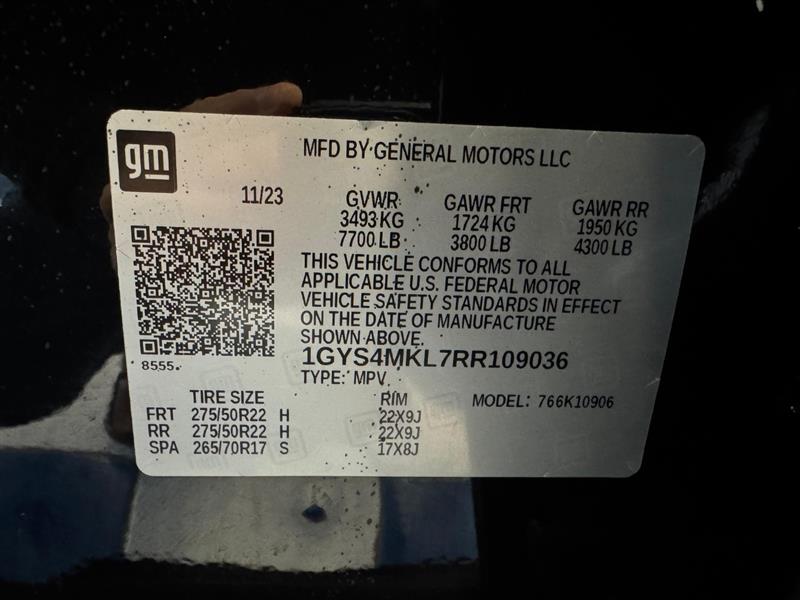 gm
MFD BY GENERAL MOTORS LLC
11/23
GVWR GAWR FRT GAWR RR
3493 KG 1724 KG 1950 KG
7700 LB 3800 LB 4300 LB
THIS VEHICLE CONFORMS TO ALL
APPLICABLE U.S. FEDERAL MOTOR
VEHICLE SAFETY STANDARDS IN EFFECT
ON THE DATE OF MANUFACTURE
SHOWN ABOVE.
8555
1GYS4MKL7RR109036
TYPE: MPV
TIRE SIZE RIM MODEL: 766K10906
FRT 275/50R22 H 22X9J
RR 275/50R22 H 22X9J
SPA 265/70R17 S 17X8J